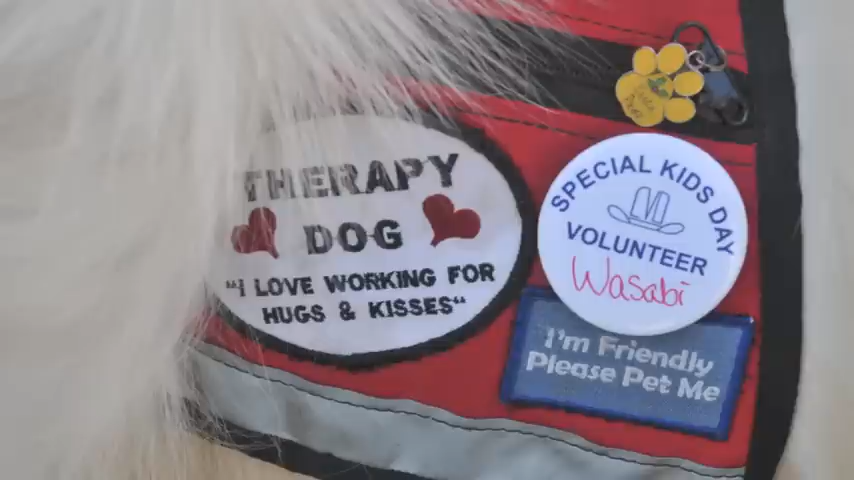 THERAPY
DOG
"I LOVE WORKING FOR
HUGS & KISSES"
SPECIAL KIDS DAY
VOLUNTEER
Wasabi
I'm Friendly
Please Pet Me